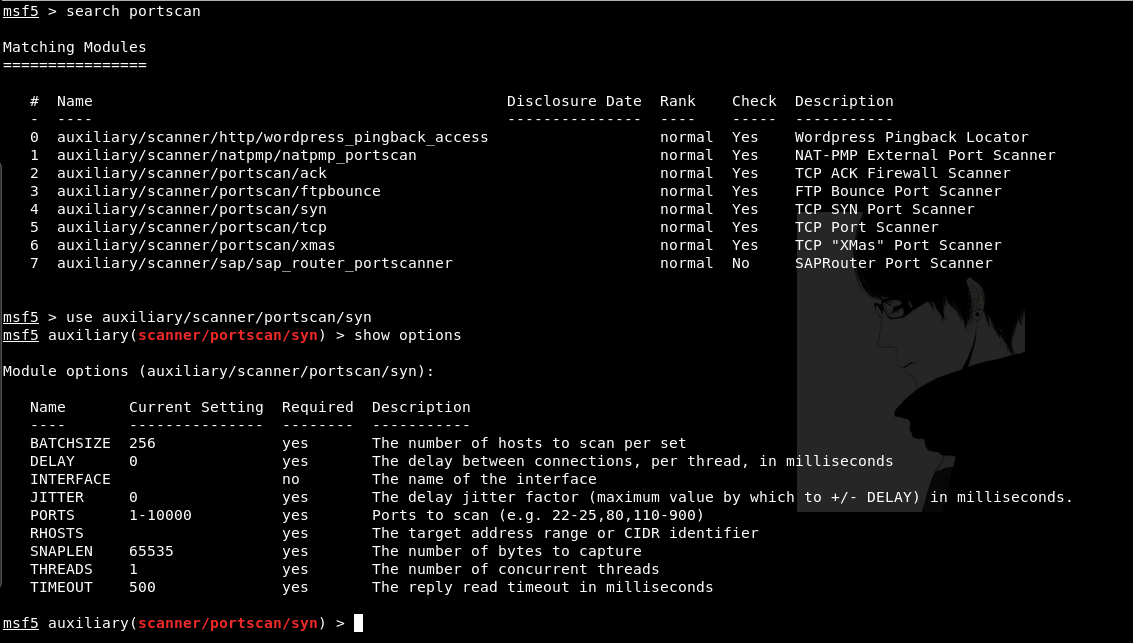 msf5 > search portscan
Matching Modules
================
# Name Disclosure Date Rank Check Description
- ---- --------------- ---- ----- -----------
0 auxiliary/scanner/http/wordpress_pingback_access normal Yes Wordpress Pingback Locator
1 auxiliary/scanner/natpmp/natpmp_portscan normal Yes NAT-PMP External Port Scanner
2 auxiliary/scanner/portscan/ack normal Yes TCP ACK Firewall Scanner
3 auxiliary/scanner/portscan/ftpbounce normal Yes FTP Bounce Port Scanner
4 auxiliary/scanner/portscan/syn normal Yes TCP SYN Port Scanner
5 auxiliary/scanner/portscan/tcp normal Yes TCP Port Scanner
6 auxiliary/scanner/portscan/xmas normal Yes TCP "XMas" Port Scanner
7 auxiliary/scanner/sap/sap_router_portscanner normal No SAPRouter Port Scanner
msf5 > use auxiliary/scanner/portscan/syn
msf5 auxiliary(scanner/portscan/syn) > show options
Module options (auxiliary/scanner/portscan/syn):
Name Current Setting Required Description
---- --------------- -------- -----------
BATCHSIZE 256 yes The number of hosts to scan per set
DELAY 0 yes The delay between connections, per thread, in milliseconds
INTERFACE no The name of the interface
JITTER 0 yes The delay jitter factor (maximum value by which to +/- DELAY) in milliseconds.
PORTS 1-10000 yes Ports to scan (e.g. 22-25,80,110-900)
RHOSTS yes The target address range or CIDR identifier
SNAPLEN 65535 yes The number of bytes to capture
THREADS 1 yes The number of concurrent threads
TIMEOUT 500 yes The reply read timeout in milliseconds
msf5 auxiliary(scanner/portscan/syn) >